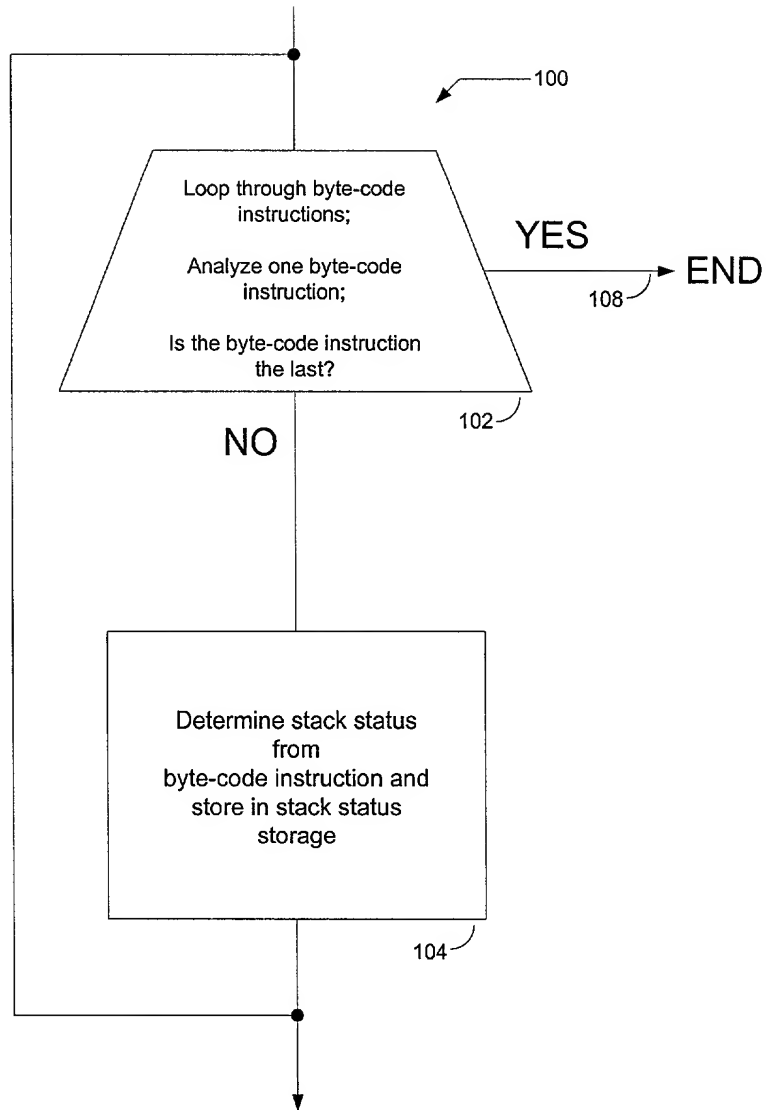 100
Loop through byte-code
instructions;
Analyze one byte-code
instruction;
Is the byte-code instruction
the last?
YES
END
108
102
NO
Determine stack status
from
byte-code instruction and
store in stack status
storage
104